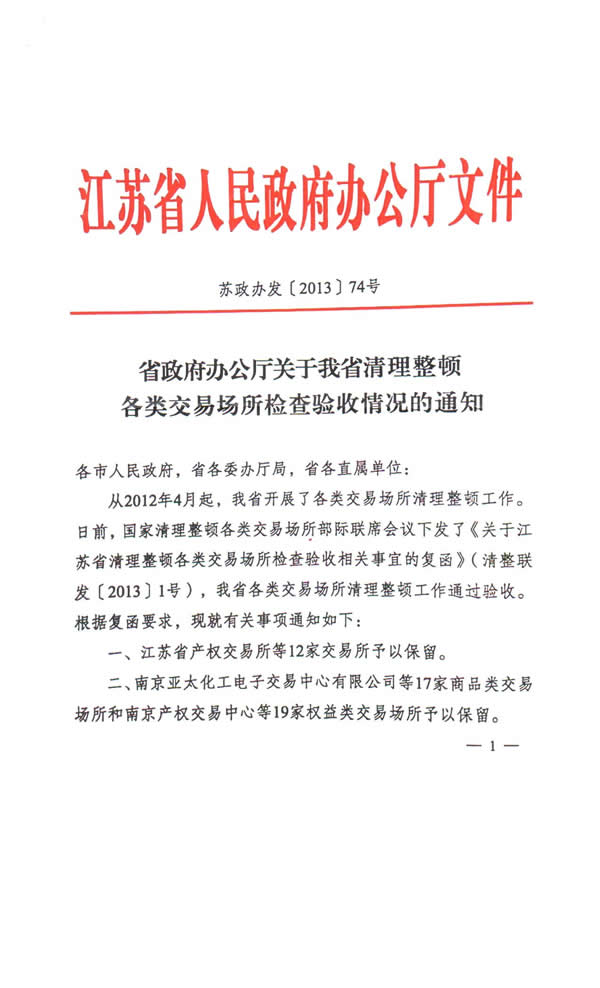 江苏省人民政府办公厅文件
苏政办发〔2013〕74号
省政府办公厅关于我省清理整顿
各类交易场所检查验收情况的通知
各市人民政府，省各委办厅局，省各直属单位：
从2012年4月起，我省开展了各类交易场所清理整顿工作。
日前，国家清理整顿各类交易场所部际联席会议下发了《关于江
苏省清理整顿各类交易场所检查验收相关事宜的复函》（清整联
发〔2013〕1号），我省各类交易场所清理整顿工作通过验收。
根据复函要求，现就有关事项通知如下：
一、江苏省产权交易所等12家交易所予以保留。
二、南京亚太化工电子交易中心有限公司等17家商品类交易
场所和南京产权交易中心等19家权益类交易场所予以保留。
— 1 —